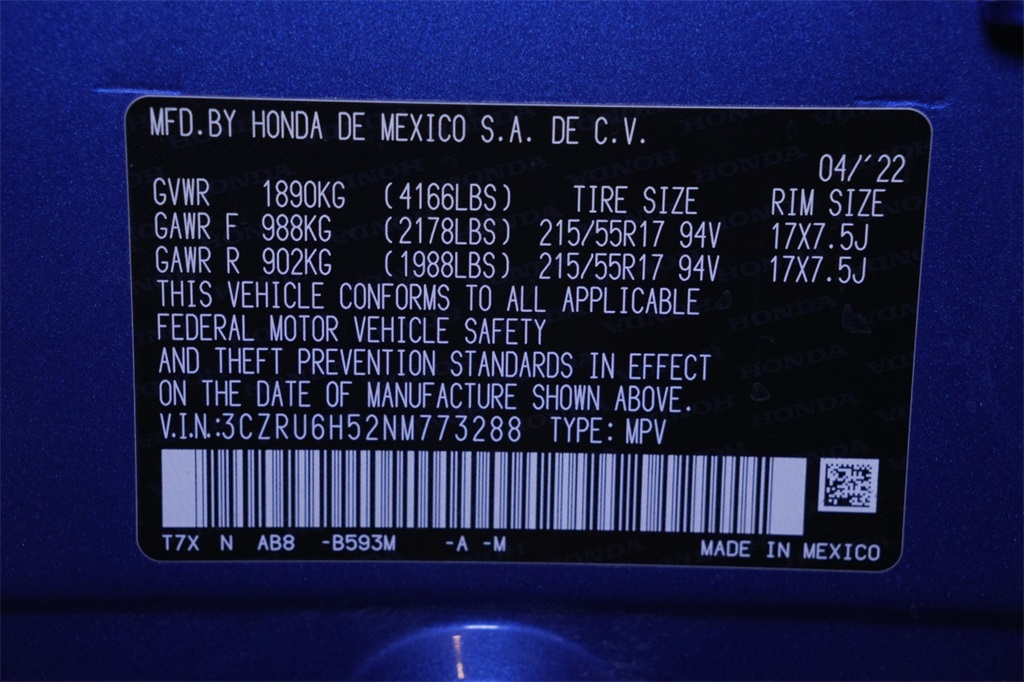 MFD.BY HONDA DE MEXICO S.A. DE C.V.
04/'22
GVWR 1890KG (4166LBS) TIRE SIZE RIM SIZE
GAWR F 988KG (2178LBS) 215/55R17 94V 17X7.5J
GAWR R 902KG (1988LBS) 215/55R17 94V 17X7.5J
THIS VEHICLE CONFORMS TO ALL APPLICABLE
FEDERAL MOTOR VEHICLE SAFETY
AND THEFT PREVENTION STANDARDS IN EFFECT
ON THE DATE OF MANUFACTURE SHOWN ABOVE.
V.I.N.:3CZRU6H52NM773288 TYPE: MPV
T7X N AB8 -B593M -A -M MADE IN MEXICO